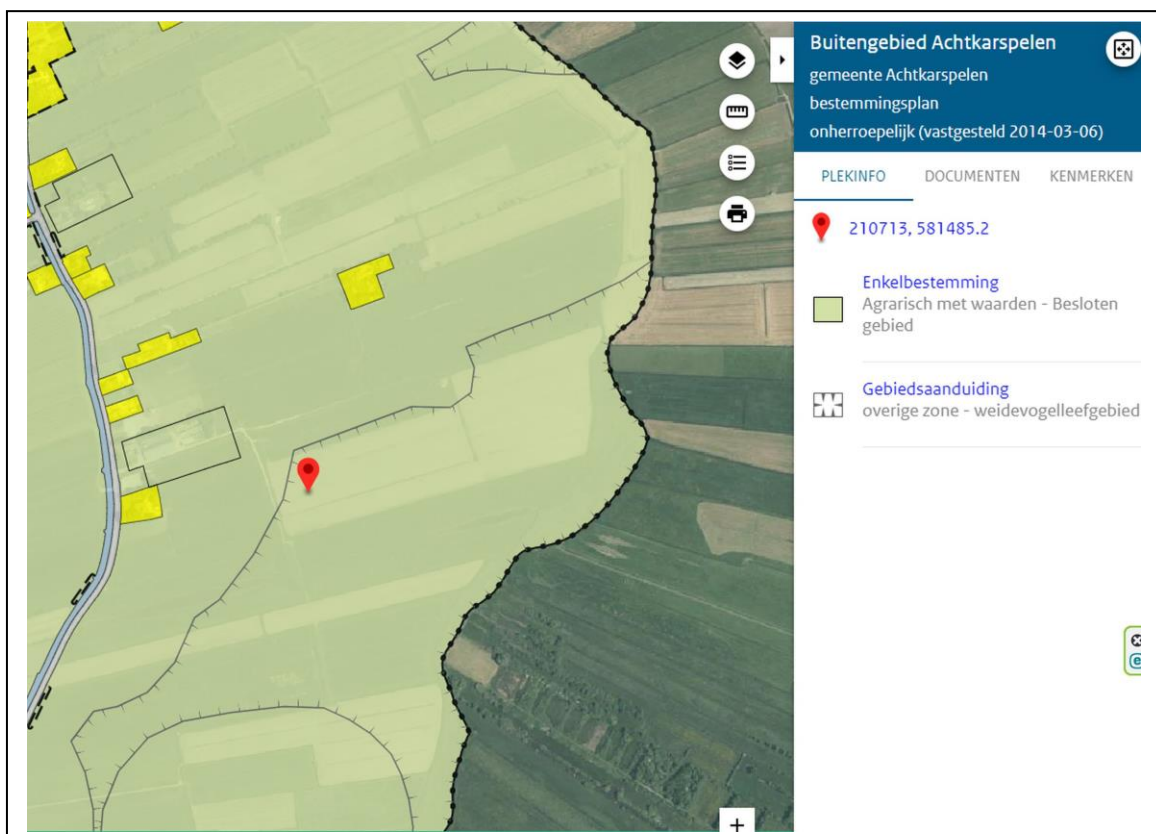 Buitengebied Achtkarspelen
gemeente Achtkarspelen
bestemmingsplan
onherroepelijk (vastgesteld 2014-03-06)
PLEKINFO DOCUMENTEN KENMERKEN
210713, 581485.2
Enkelbestemming
Agrarisch met waarden - Besloten
gebied
Gebiedsaanduiding
overige zone - weidevogelleefgebied